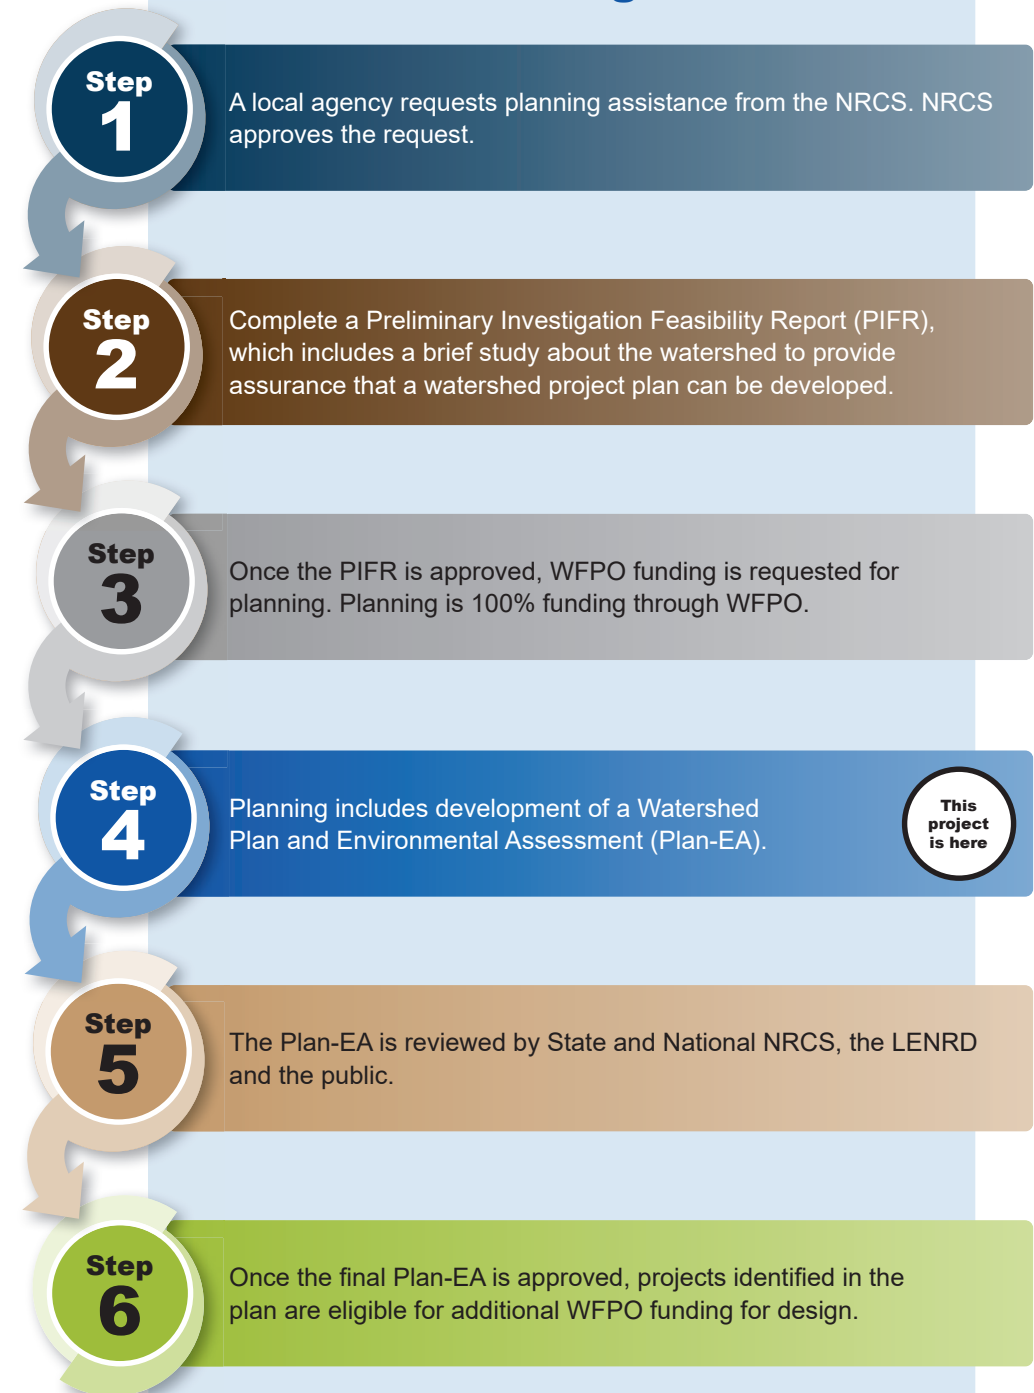 Step
1
A local agency requests planning assistance from the NRCS. NRCS
approves the request.
Step
2
Complete a Preliminary Investigation Feasibility Report (PIFR),
which includes a brief study about the watershed to provide
assurance that a watershed project plan can be developed.
Step
3
Once the PIFR is approved, WFPO funding is requested for
planning. Planning is 100% funding through WFPO.
Step
4
Planning includes development of a Watershed
Plan and Environmental Assessment (Plan-EA).
This
project
is here
Step
5
The Plan-EA is reviewed by State and National NRCS, the LENRD
and the public.
Step
6
Once the final Plan-EA is approved, projects identified in the
plan are eligible for additional WFPO funding for design.